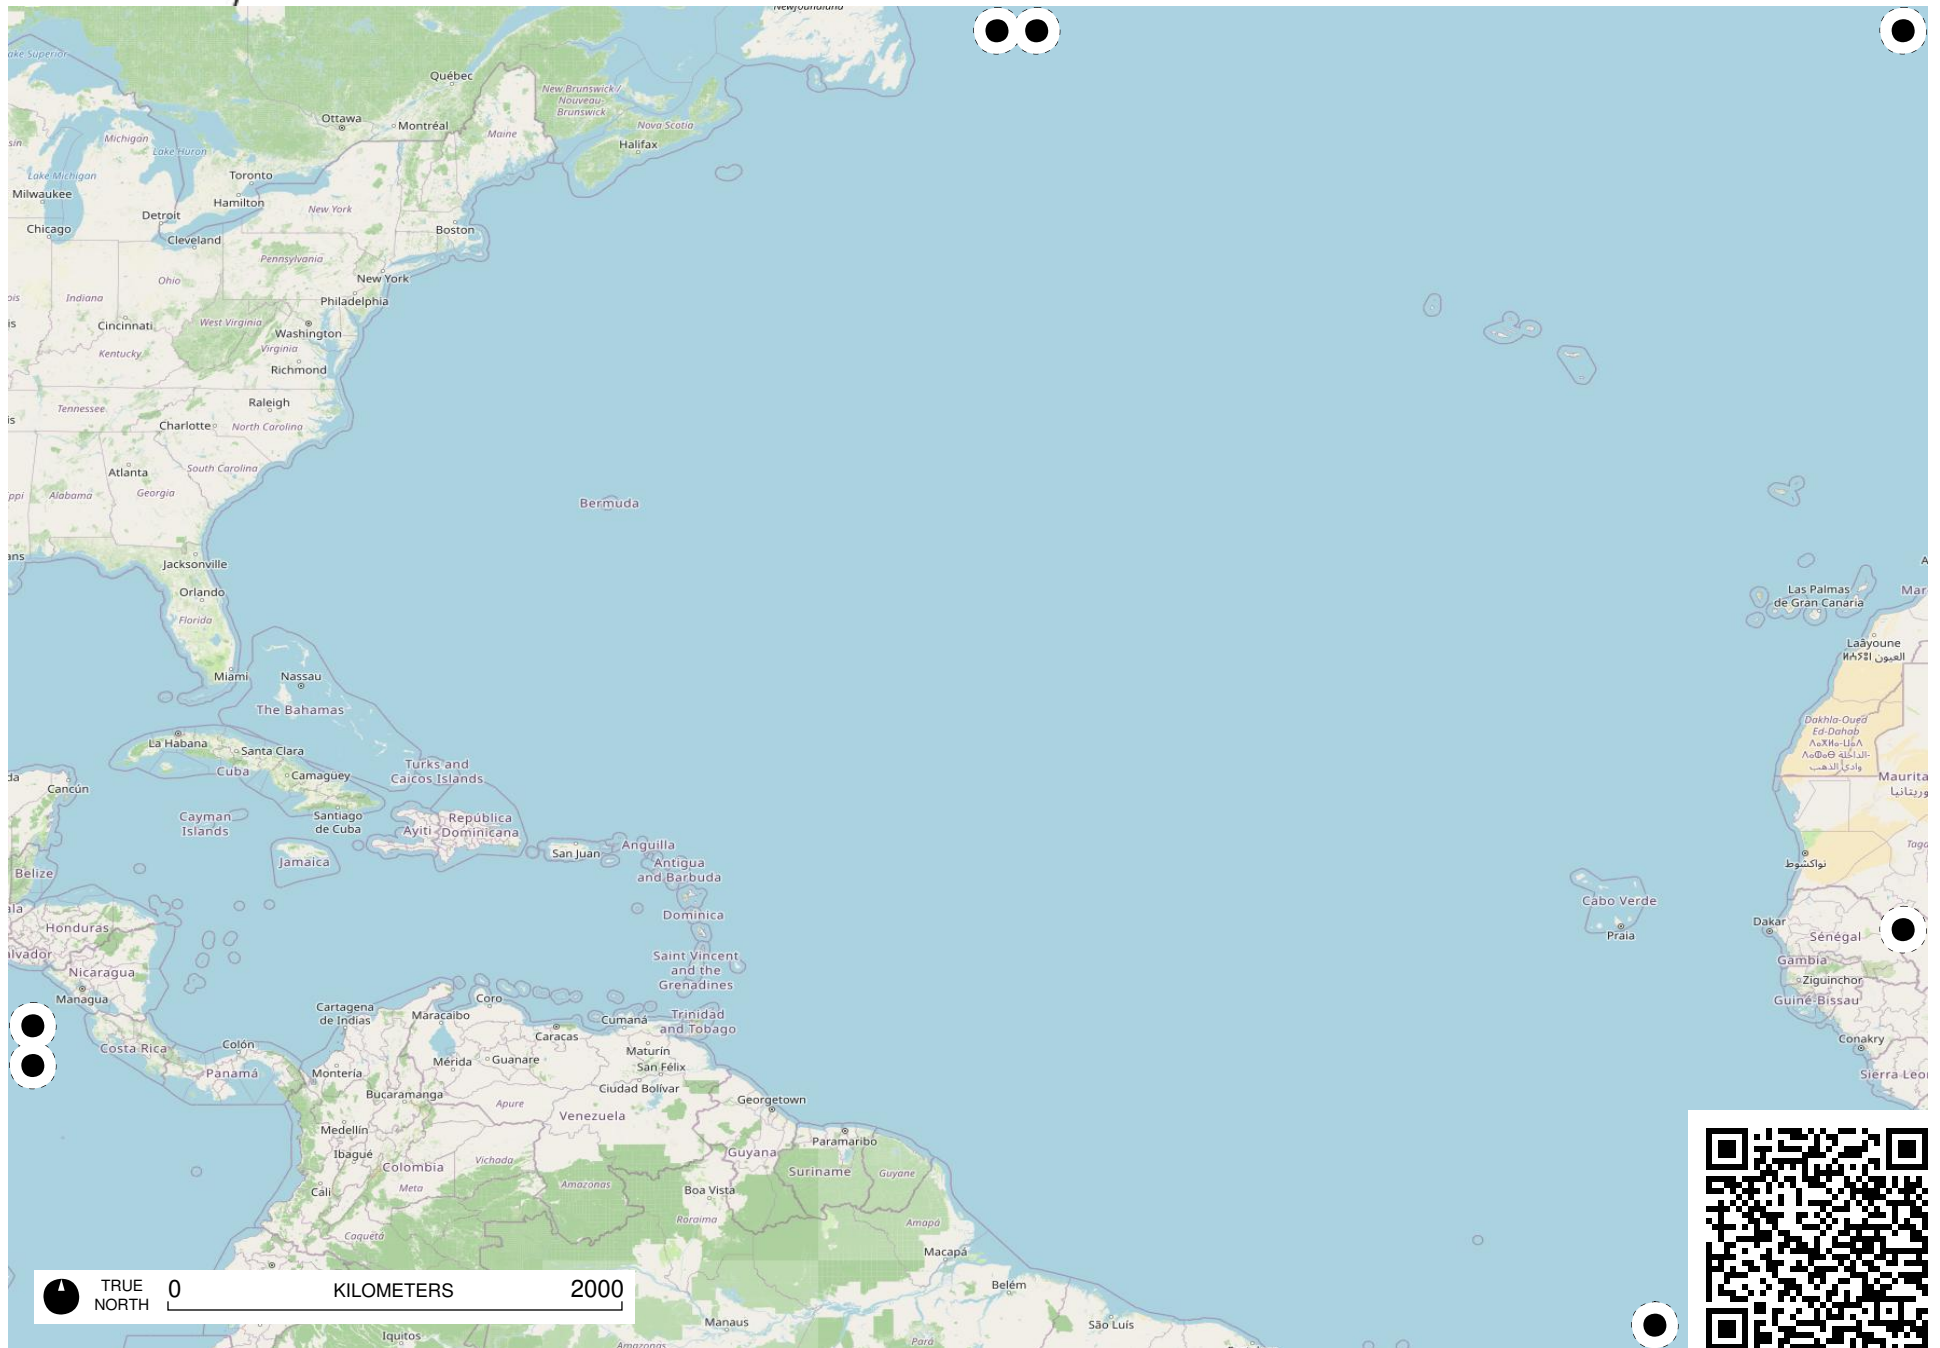 Newfoundland
Lake Superior
Québec
New Brunswick /
Nouveau-
Brunswick
Ottawa
Montréal
Nova Scotia
Maine
Michigan
Halifax
Lake Huron
Lake Michigan
Toronto
Milwaukee
Hamilton
New York
Detroit
Chicago
Boston
Cleveland
Pennsylvania
New York
Ohio
Indiana
Philadelphia
Cincinnati
West Virginia
Washington
Kentucky
Virginia
Richmond
Raleigh
Tennessee
Charlotte
North Carolina
Atlanta
South Carolina
Alabama
Georgia
Bermuda
Jacksonville
Orlando
Las Palmas
de Gran Canaria
Mar
Florida
Laâyoune
ⵍⵄⵢⵓⵏ العيون
Miami
Nassau
The Bahamas
Dakhla-Oued
Ed-Dahab
الداخلة-
وادي الذهب
La Habana
Santa Clara
Cuba
Camagüey
Turks and
Caicos Islands
Maurita
Cancún
Cayman
Islands
Santiago
de Cuba
Ayiti
República
Dominicana
Jamaica
San Juan
Anguilla
Antigua
and Barbuda
نواكشوط
Belize
Cabo Verde
Praia
Dominica
Dakar
Sénégal
Honduras
Saint Vincent
and the
Grenadines
Gambia
Nicaragua
Ziguinchor
Managua
Guiné-Bissau
Coro
Cartagena
de Indias
Maracaibo
Cumaná
Trinidad
and Tobago
Caracas
Conakry
Costa Rica
Colón
Mérida
Guanare
Maturín
San Félix
Panamá
Montería
Sierra Leo
Bucaramanga
Ciudad Bolívar
Apure
Venezuela
Georgetown
Medellín
Paramaribo
Ibagué
Colombia
Vichada
Guyana
Suriname
Guyane
Cali
Meta
Amazonas
Boa Vista
Roraima
Amapá
Caquetá
Macapá
Belém
TRUE
NORTH
0 KILOMETERS 2000
Manaus
São Luís
Iquitos
Pará
Amazonas